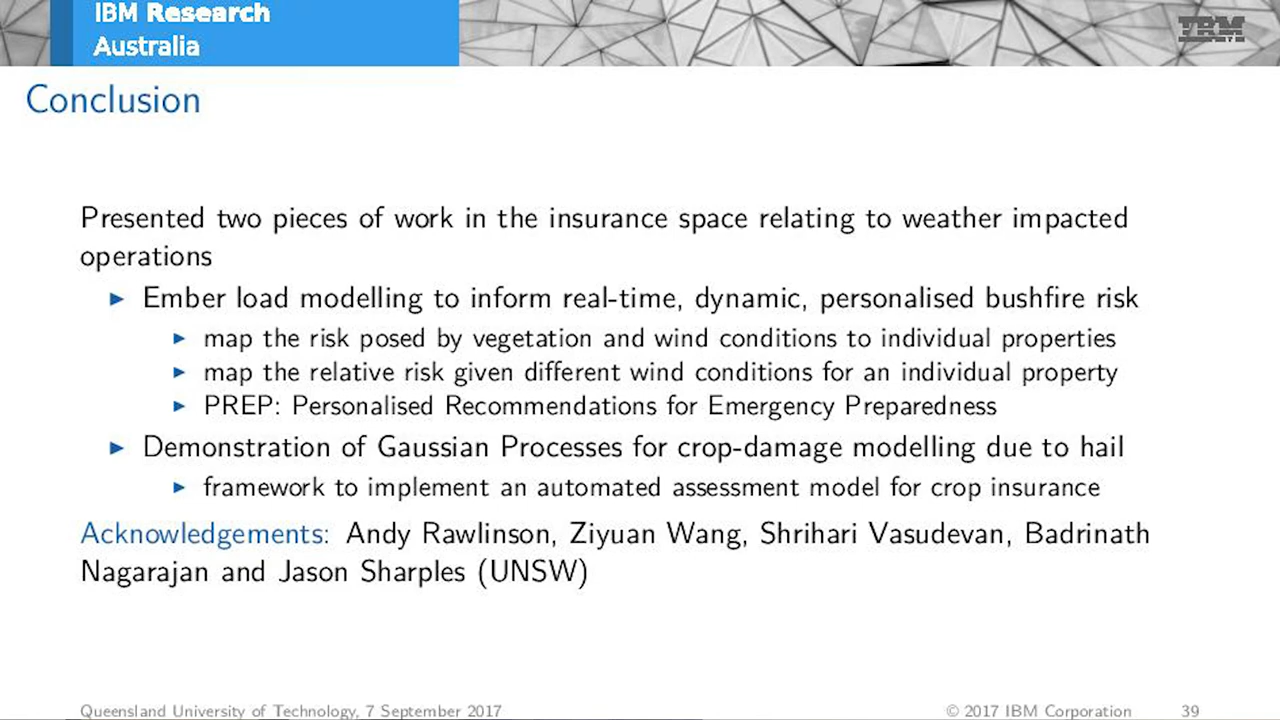 IBM Research
Australia
IBM
Conclusion
Presented two pieces of work in the insurance space relating to weather impacted
operations
▶ Ember load modelling to inform real-time, dynamic, personalised bushfire risk
▶ map the risk posed by vegetation and wind conditions to individual properties
▶ map the relative risk given different wind conditions for an individual property
▶ PREP: Personalised Recommendations for Emergency Preparedness
▶ Demonstration of Gaussian Processes for crop-damage modelling due to hail
▶ framework to implement an automated assessment model for crop insurance
Acknowledgements: Andy Rawlinson, Ziyuan Wang, Shrihari Vasudevan, Badrinath
Nagarajan and Jason Sharples (UNSW)
Queensland University of Technology, 7 September 2017
© 2017 IBM Corporation 39